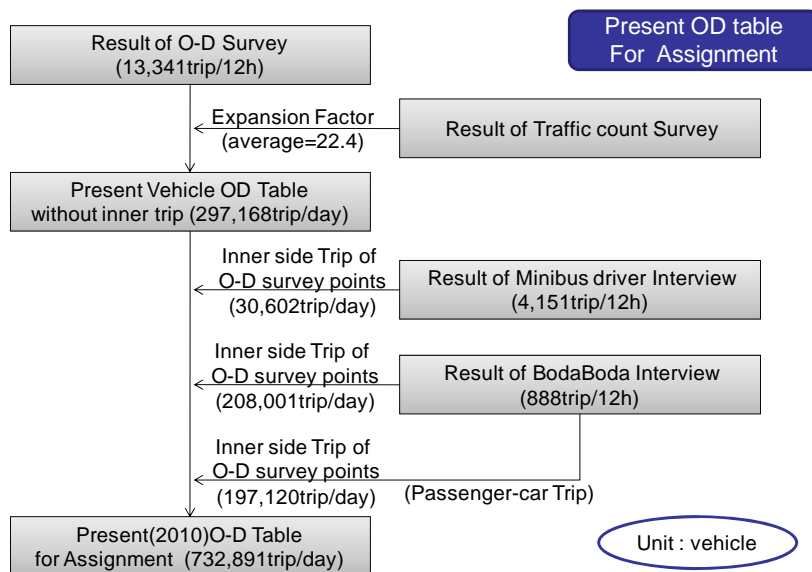 Present OD table
For Assignment
Result of O-D Survey
(13,341trip/12h)
Expansion Factor
(average=22.4)
Result of Traffic count Survey
Present Vehicle OD Table
without inner trip (297,168trip/day)
Inner side Trip of
O-D survey points
(30,602trip/day)
Result of Minibus driver Interview
(4,151trip/12h)
Inner side Trip of
O-D survey points
(208,001trip/day)
Result of BodaBoda Interview
(888trip/12h)
Inner side Trip of
O-D survey points
(197,120trip/day)
(Passenger-car Trip)
Present(2010)O-D Table
for Assignment (732,891trip/day)
Unit : vehicle